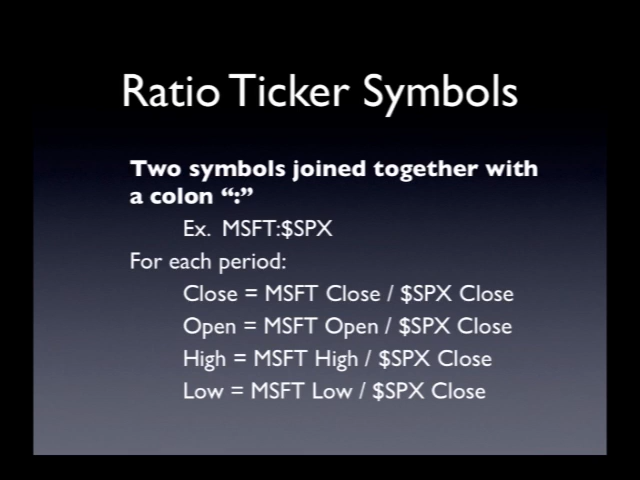 Ratio Ticker Symbols
Two symbols joined together with
a colon “:”
Ex. MSFT:$SPX
For each period:
Close = MSFT Close / $SPX Close
Open = MSFT Open / $SPX Close
High = MSFT High / $SPX Close
Low = MSFT Low / $SPX Close